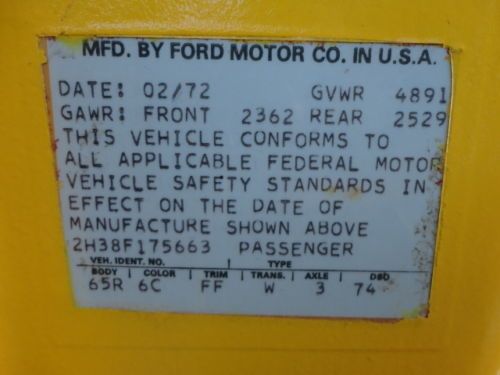 MFD. BY FORD MOTOR CO. IN U.S.A.
DATE: 02/72 GVWR 4891
GAWR: FRONT 2362 REAR 2529
THIS VEHICLE CONFORMS TO
ALL APPLICABLE FEDERAL MOTOR
VEHICLE SAFETY STANDARDS IN
EFFECT ON THE DATE OF
MANUFACTURE SHOWN ABOVE
2H38F175663 PASSENGER
VEH. IDENT. NO. TYPE
BODY COLOR TRIM TRANS. AXLE DSO
65R 6C FF W 3 74